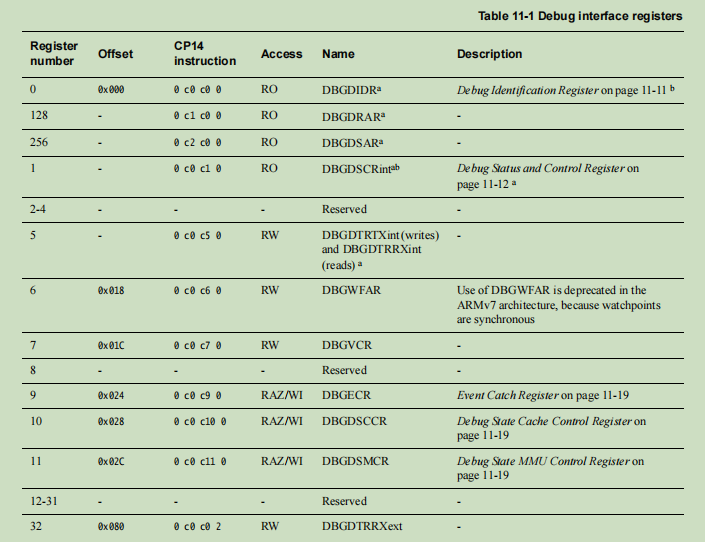 Table 11-1 Debug interface registers
Register number Offset CP14 instruction Access Name Description
0 0x000 0 c0 c0 0 RO DBGDIDRa Debug Identification Register on page 11-11 b
128 - 0 c1 c0 0 RO DBGDRARa -
256 - 0 c2 c0 0 RO DBGDSARa -
1 - 0 c0 c1 0 RO DBGDSCRintab Debug Status and Control Register on
page 11-12 a
2-4 - - - Reserved -
5 - 0 c0 c5 0 RW DBGDTRTXint (writes) -
and DBGDTRRXint
(reads) a
6 0x018 0 c0 c6 0 RW DBGWFAR Use of DBGWFAR is deprecated in the
ARMv7 architecture, because watchpoints
are synchronous
7 0x01C 0 c0 c7 0 RW DBGVCR -
8 - - - Reserved -
9 0x024 0 c0 c9 0 RAZ/WI DBGECR Event Catch Register on page 11-19
10 0x028 0 c0 c10 0 RAZ/WI DBGDSCCR Debug State Cache Control Register on
page 11-19
11 0x02C 0 c0 c11 0 RAZ/WI DBGDSMCR Debug State MMU Control Register on
page 11-19
12-31 - - - Reserved -
32 0x080 0 c0 c0 2 RW DBGDTRRXext -